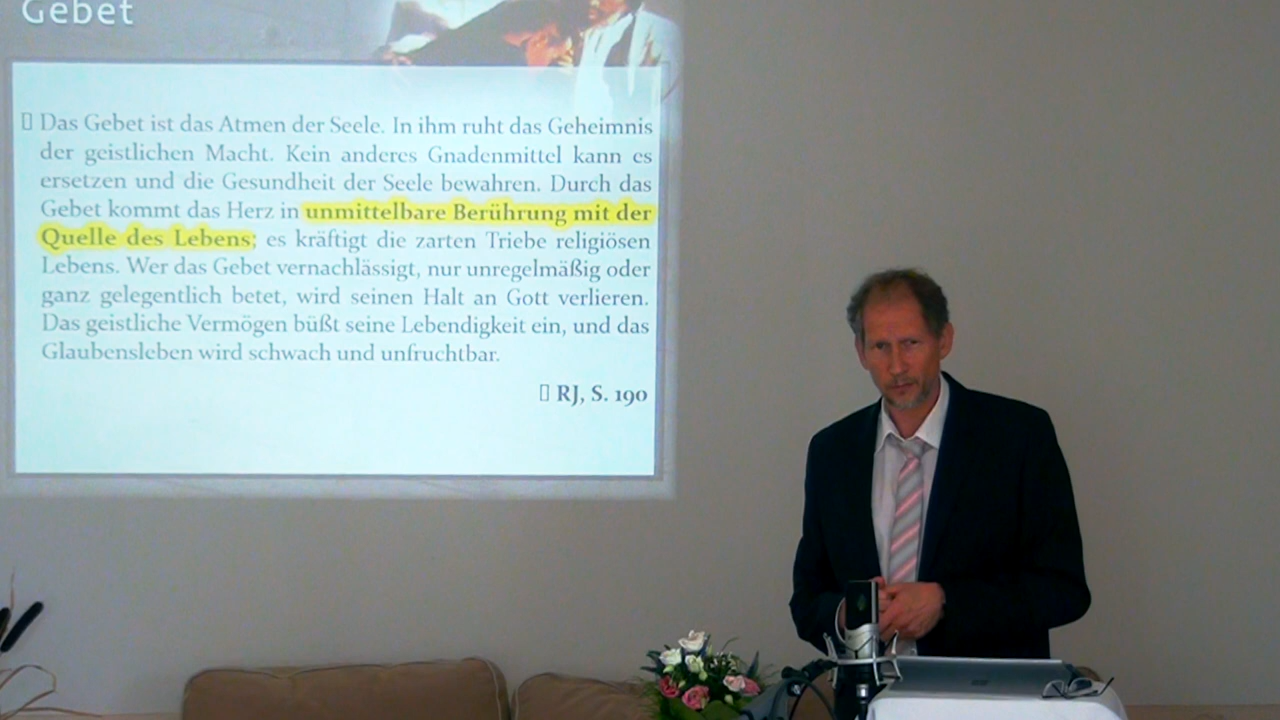 Gebet
Das Gebet ist das Atmen der Seele. In ihm ruht das Geheimnis
der geistlichen Macht. Kein anderes Gnadenmittel kann es
ersetzen und die Gesundheit der Seele bewahren. Durch das
Gebet kommt das Herz in unmittelbare Berührung mit der
Quelle des Lebens; es kräftigt die zarten Triebe religiösen
Lebens. Wer das Gebet vernachlässigt, nur unregelmäßig oder
ganz gelegentlich betet, wird seinen Halt an Gott verlieren.
Das geistliche Vermögen büßt seine Lebendigkeit ein, und das
Glaubensleben wird schwach und unfruchtbar.
RJ, S. 190